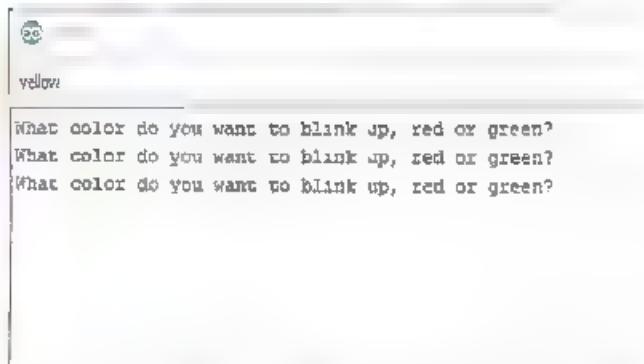 yellow
What color do you want to blink up, red or green?
What color do you want to blink up, red or green?
What color do you want to blink up, red or green?